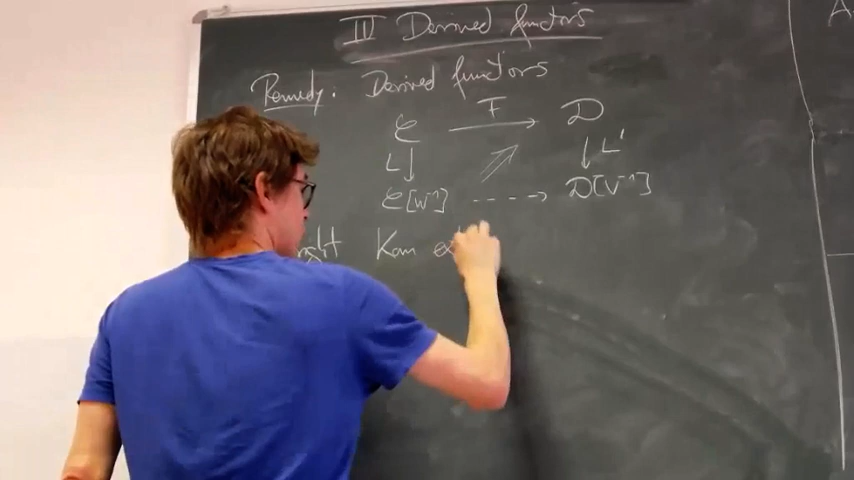 III Derived functors
Remedy: Derived functors
𝒞 F 𝒟
L L'
𝒞[W⁻¹] 𝒟[V⁻¹]
Kan
A